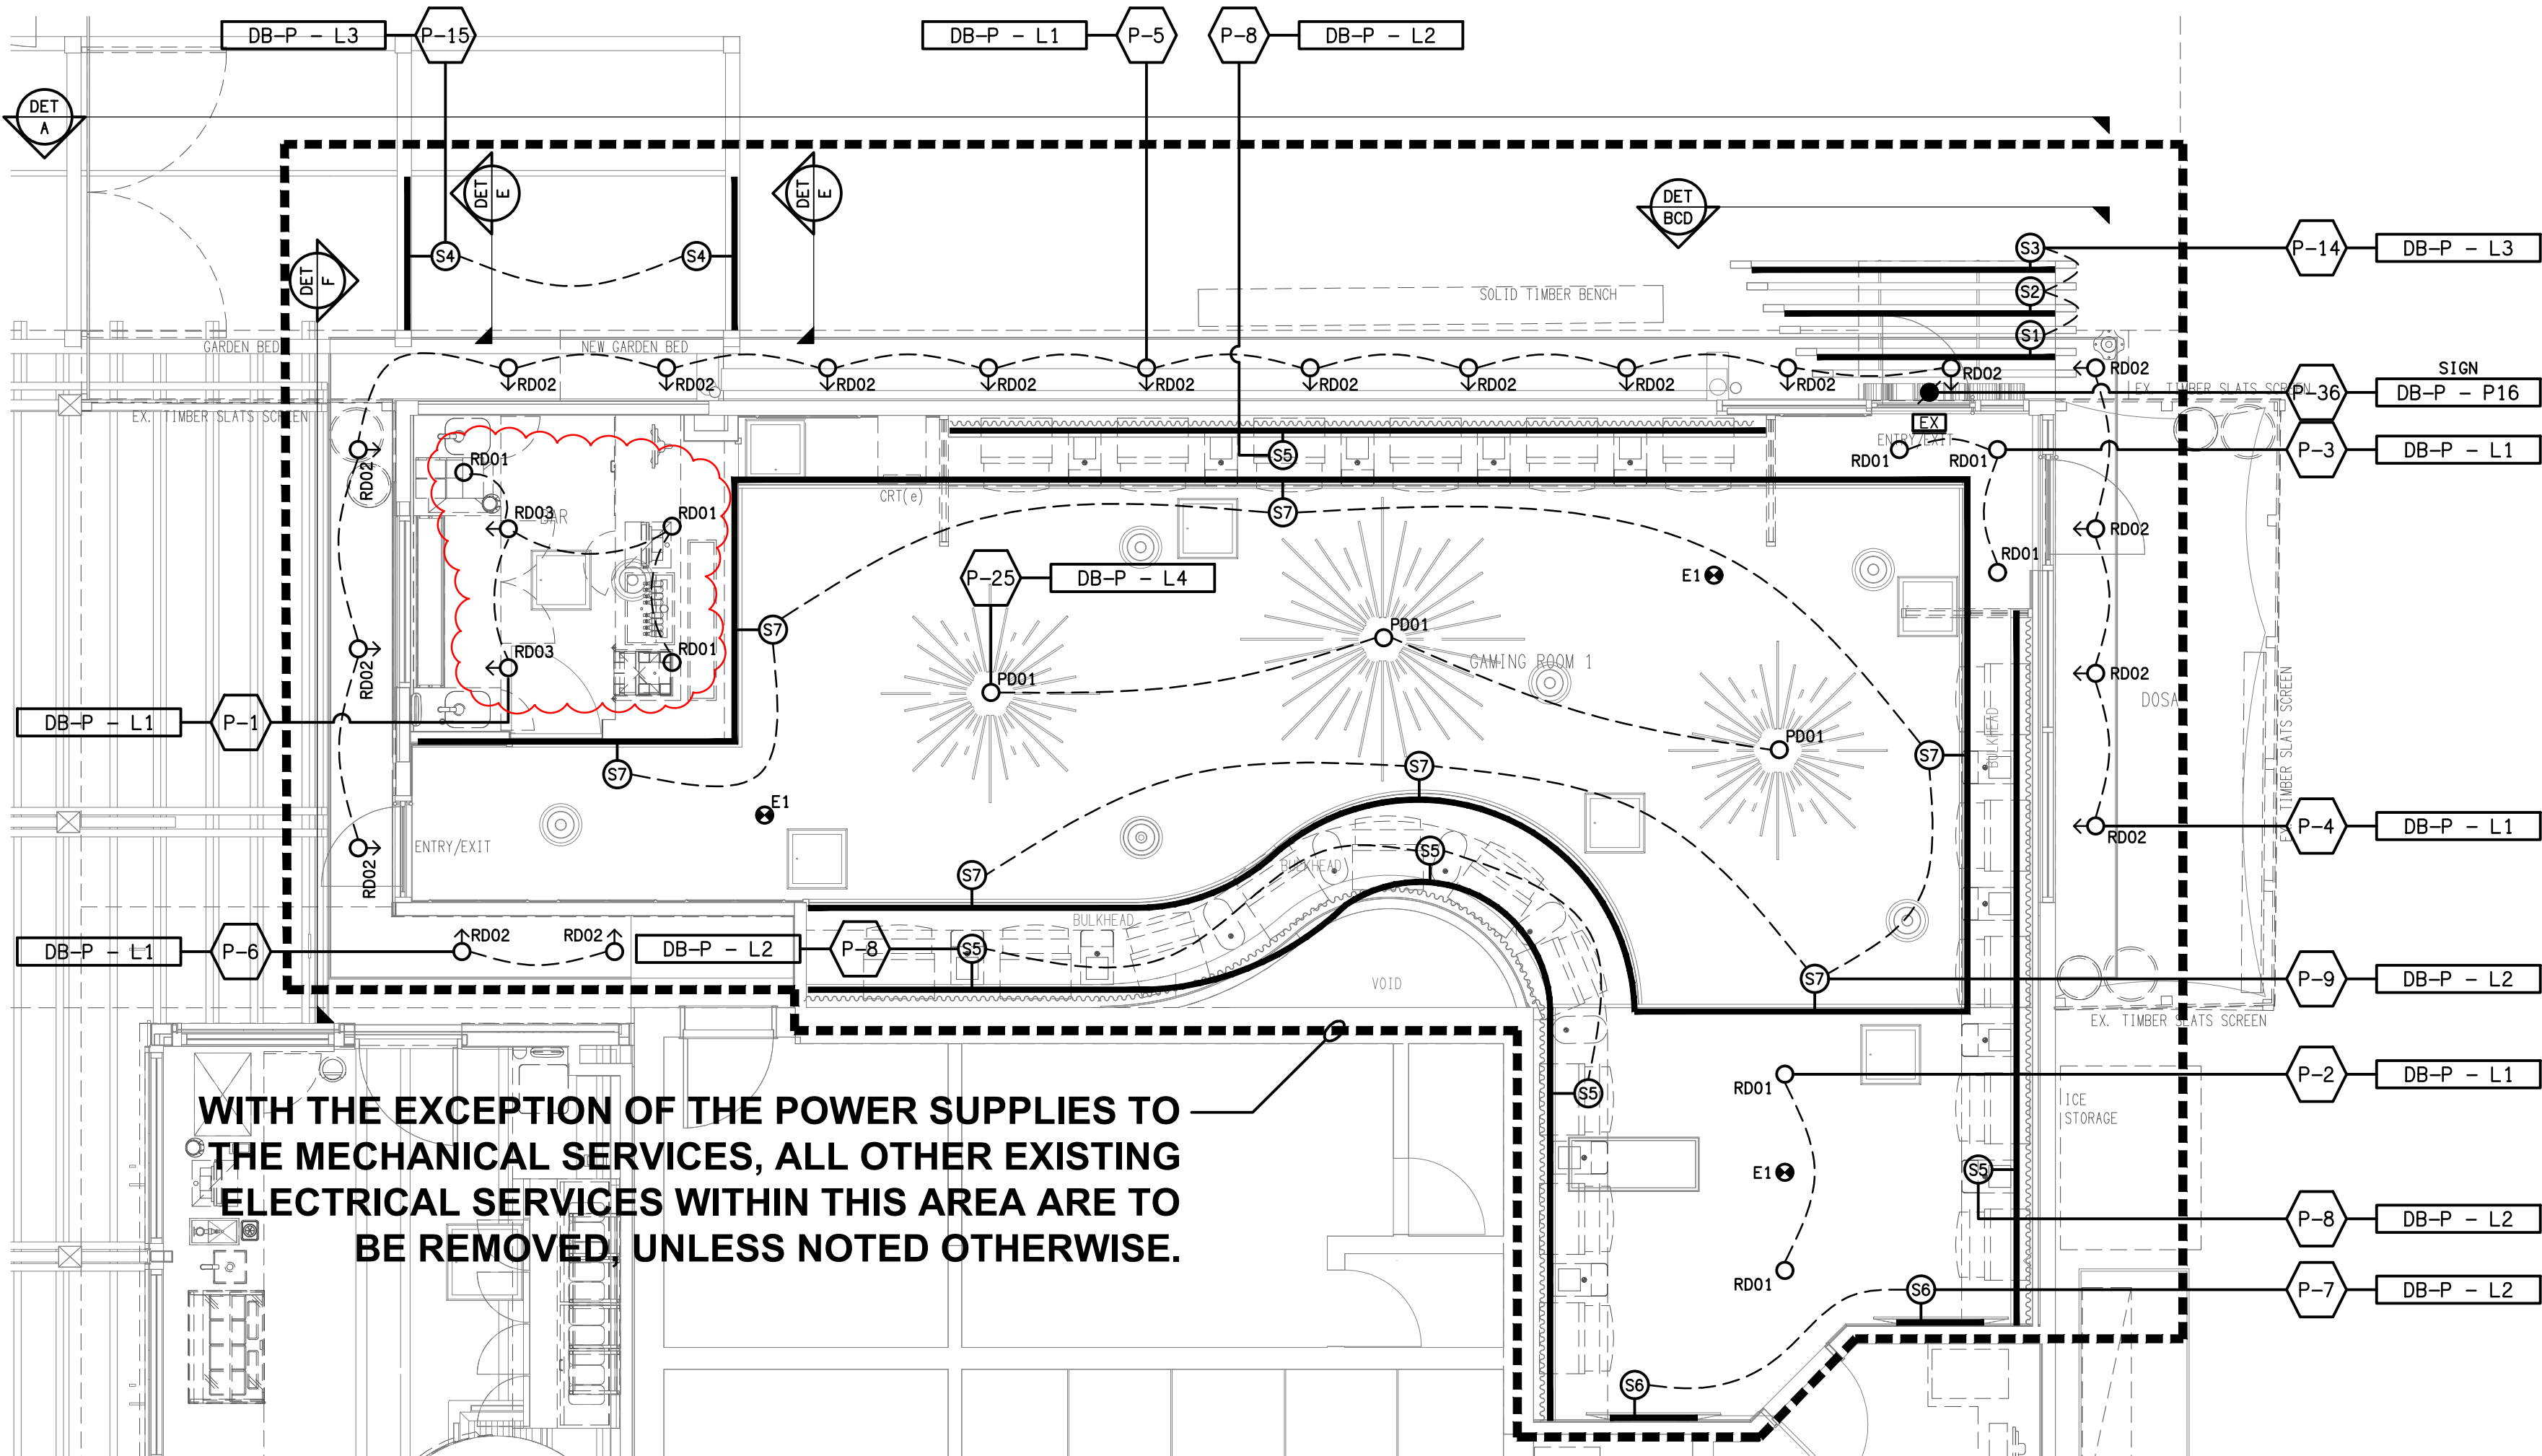 DB-P - L3
P-15
DB-P - L1
P-5
P-8
DB-P - L2
DET
A
DET
E
DET
E
DET
BCD
DET
F
S4
S4
S3
P-14
DB-P - L3
S2
S1
SOLID TIMBER BENCH
GARDEN BED
NEW GARDEN BED
RD02
RD02
RD02
RD02
RD02
RD02
RD02
RD02
RD02
RD02
RD02
SIGN
P-36
DB-P - P16
EX. TIMBER SLATS SCREEN
EX. TIMBER SLATS SCREEN
EX
ENTRY/EXIT
RD01
RD01
P-3
DB-P - L1
RD02
RD01
S5
CRT(e)
S7
RD03
BAR
RD01
RD02
RD01
P-25
DB-P - L4
E1
S7
PD01
GAMING ROOM 1
RD03
RD01
RD02
PD01
RD02
DOSA
DB-P - L1
P-1
BULKHEAD
EX. TIMBER SLATS SCREEN
PD01
S7
S7
S7
E1
P-4
DB-P - L1
RD02
ENTRY/EXIT
RD02
S5
BULKHEAD
S7
BULKHEAD
DB-P - L1
P-6
RD02
RD02
DB-P - L2
P-8
S5
VOID
S7
P-9
DB-P - L2
EX. TIMBER SLATS SCREEN
WITH THE EXCEPTION OF THE POWER SUPPLIES TO
THE MECHANICAL SERVICES, ALL OTHER EXISTING
ELECTRICAL SERVICES WITHIN THIS AREA ARE TO
BE REMOVED, UNLESS NOTED OTHERWISE.
RD01
P-2
DB-P - L1
S5
ICE
STORAGE
E1
S5
P-8
DB-P - L2
RD01
S6
P-7
DB-P - L2
S6